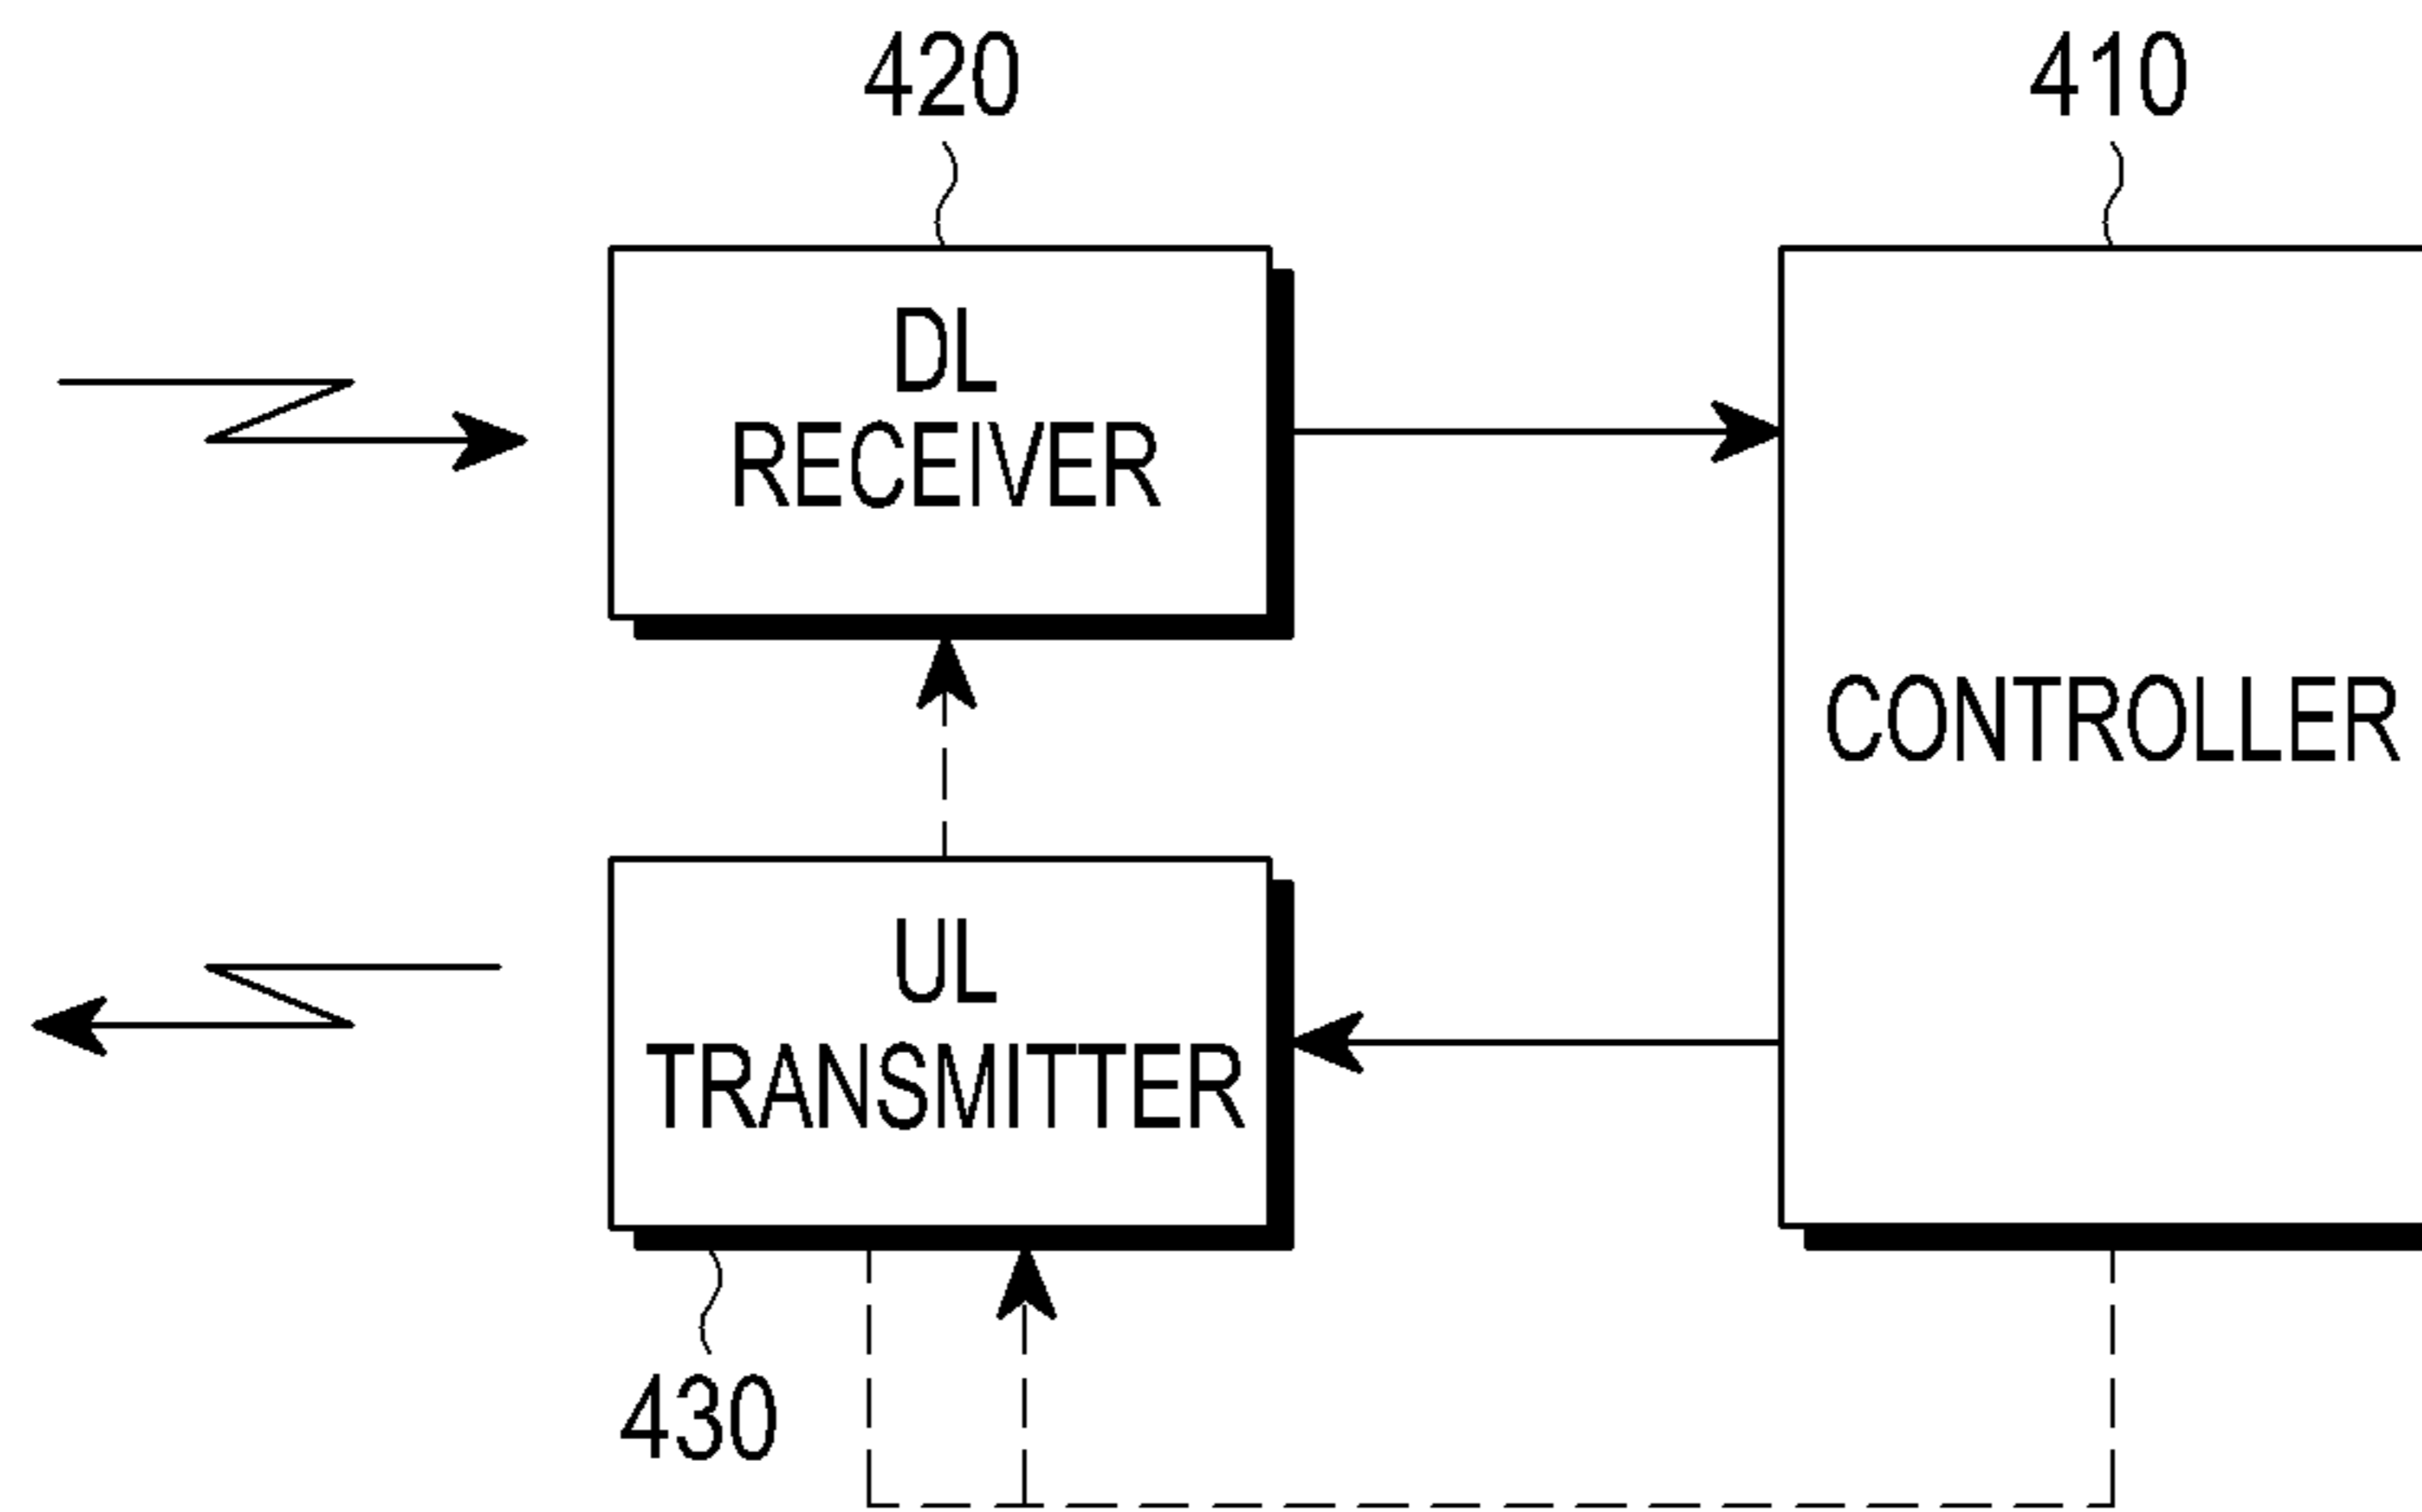 420
410
DL
RECEIVER
CONTROLLER
UL
TRANSMITTER
430